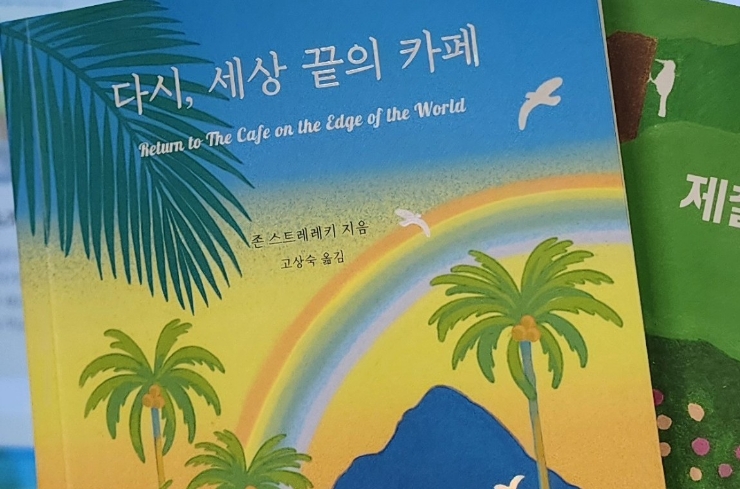 다시, 세상 끝의 카페
Return to The Cafe on the Edge of the World
존 스트레레키 지음
고상숙 옮김